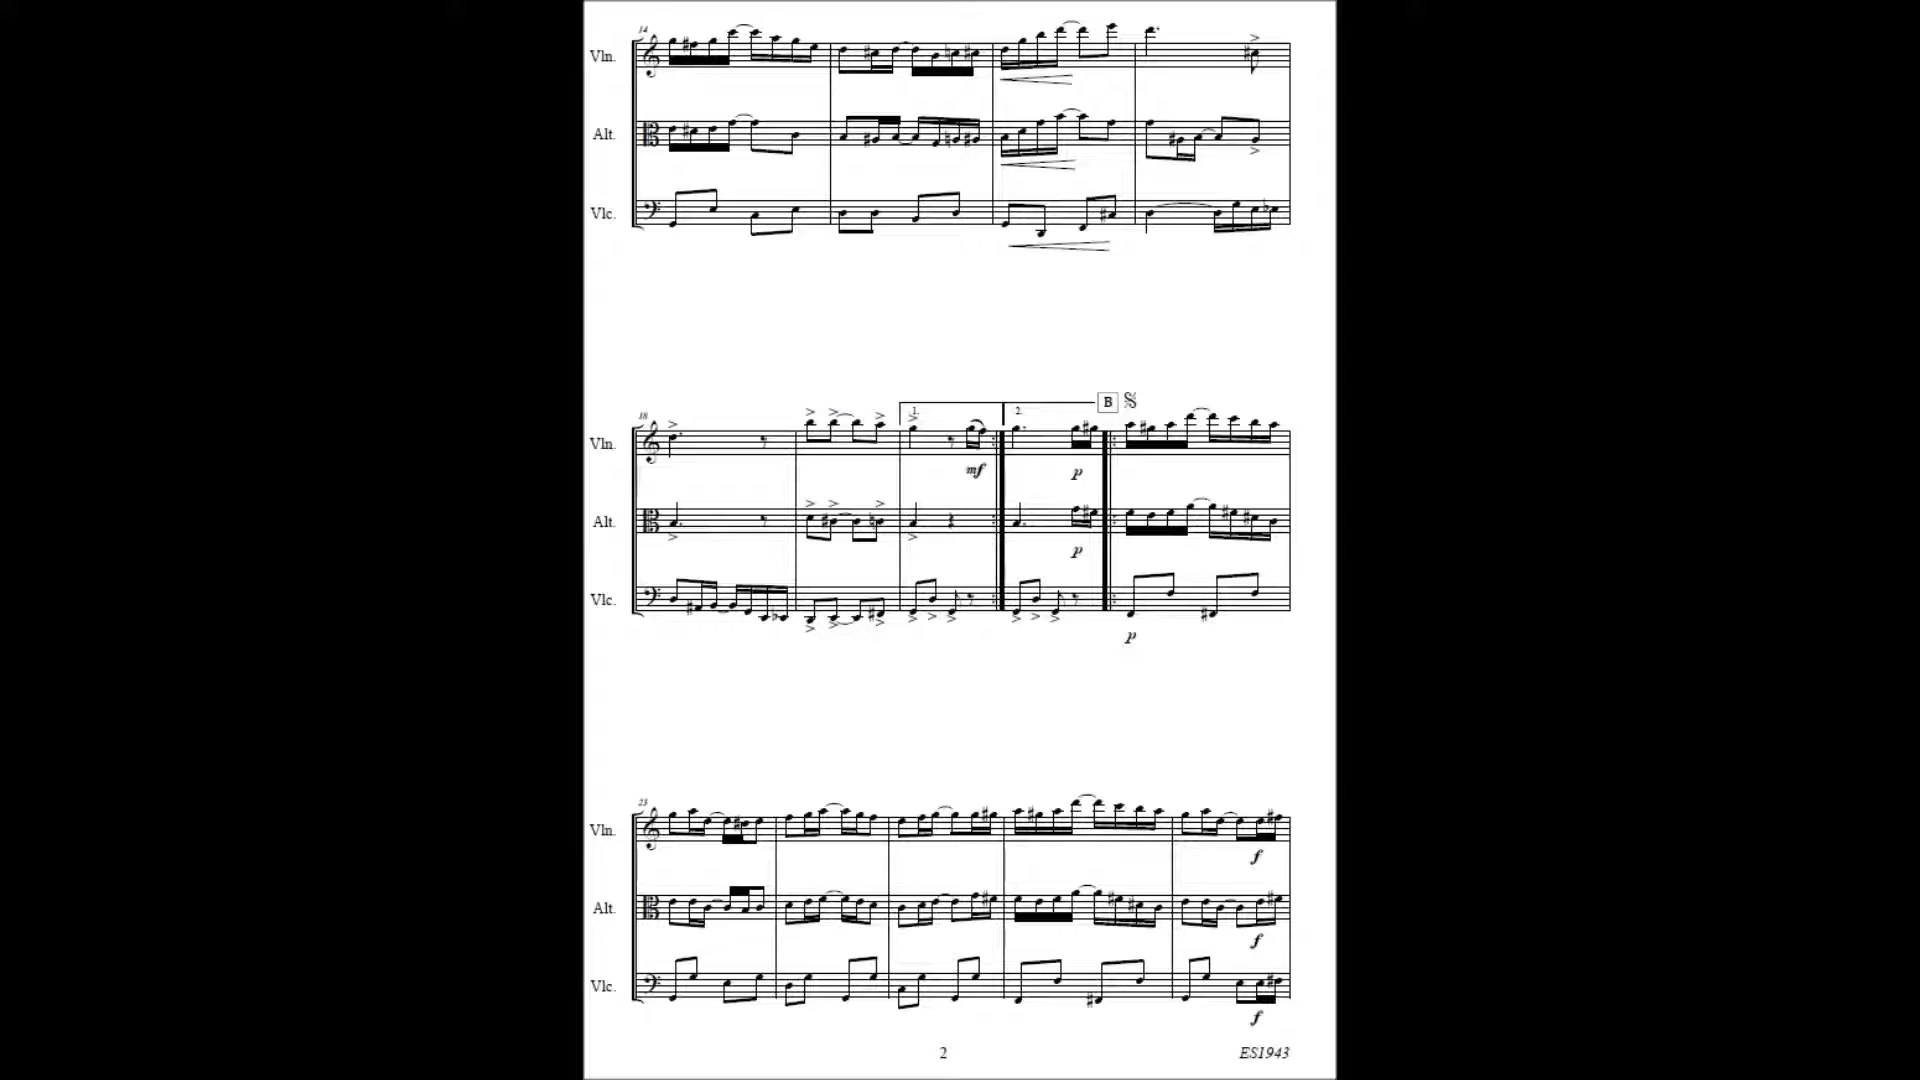 14
Vln.
Alt.
Vlc.
18
Vln.
1.
mf
2.
p
B
Alt.
p
Vlc.
p
23
Vln.
f
Alt.
f
Vlc.
f
2 ES1943